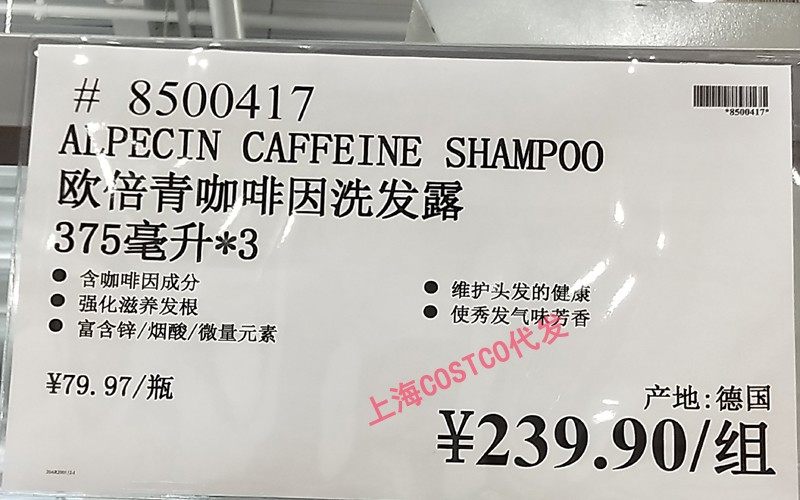 # 8500417
*8500417*
ALPECIN CAFFEINE SHAMPOO
欧倍青咖啡因洗发露
375毫升*3
● 含咖啡因成分
● 强化滋养发根
● 富含锌/烟酸/微量元素
● 维护头发的健康
● 使秀发气味芳香
¥79.97/瓶
上海COSTCO代发
产地:德国
¥239.90/组